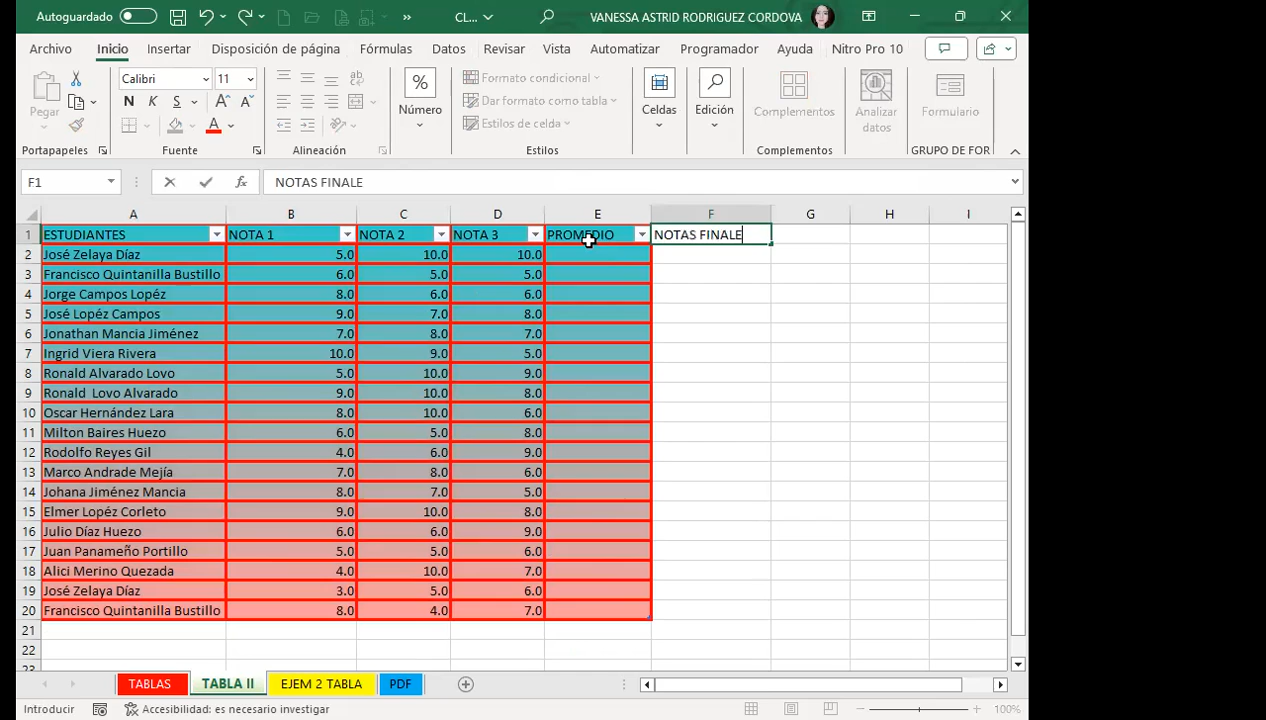 Autoguardado CL... VANESSA ASTRID RODRIGUEZ CORDOVA
Archivo Inicio Insertar Disposición de página Fórmulas Datos Revisar Vista Automatizar Programador Ayuda Nitro Pro 10
Pegar Calibri 11 Número Formato condicional Celdas Edición Complementos Analizar datos Formulario
N K S A A A Dar formato como tabla
Estilos de celda
Portapapeles Fuente Alineación Estilos Complementos GRUPO DE FOR
F1 fx NOTAS FINALE
A B C D E F G H I
1 ESTUDIANTES NOTA 1 NOTA 2 NOTA 3 PROMEDIO NOTAS FINALE
2 José Zelaya Díaz 5.0 10.0 10.0
3 Francisco Quintanilla Bustillo 6.0 5.0 5.0
4 Jorge Campos Lopéz 8.0 6.0 6.0
5 José Lopéz Campos 9.0 7.0 8.0
6 Jonathan Mancia Jiménez 7.0 8.0 7.0
7 Ingrid Viera Rivera 10.0 9.0 5.0
8 Ronald Alvarado Lovo 5.0 10.0 9.0
9 Ronald  Lovo Alvarado 9.0 10.0 8.0
10 Oscar Hernández Lara 8.0 10.0 6.0
11 Milton Baires Huezo 6.0 5.0 8.0
12 Rodolfo Reyes Gil 4.0 6.0 9.0
13 Marco Andrade Mejía 7.0 8.0 6.0
14 Johana Jiménez Mancia 8.0 7.0 5.0
15 Elmer Lopéz Corleto 9.0 10.0 8.0
16 Julio Díaz Huezo 6.0 6.0 9.0
17 Juan Panameño Portillo 5.0 5.0 6.0
18 Alici Merino Quezada 4.0 10.0 7.0
19 José Zelaya Díaz 3.0 5.0 6.0
20 Francisco Quintanilla Bustillo 8.0 4.0 7.0
21
22
23
TABLAS TABLA II EJEM 2 TABLA PDF
Introducir Accesibilidad: es necesario investigar 100%